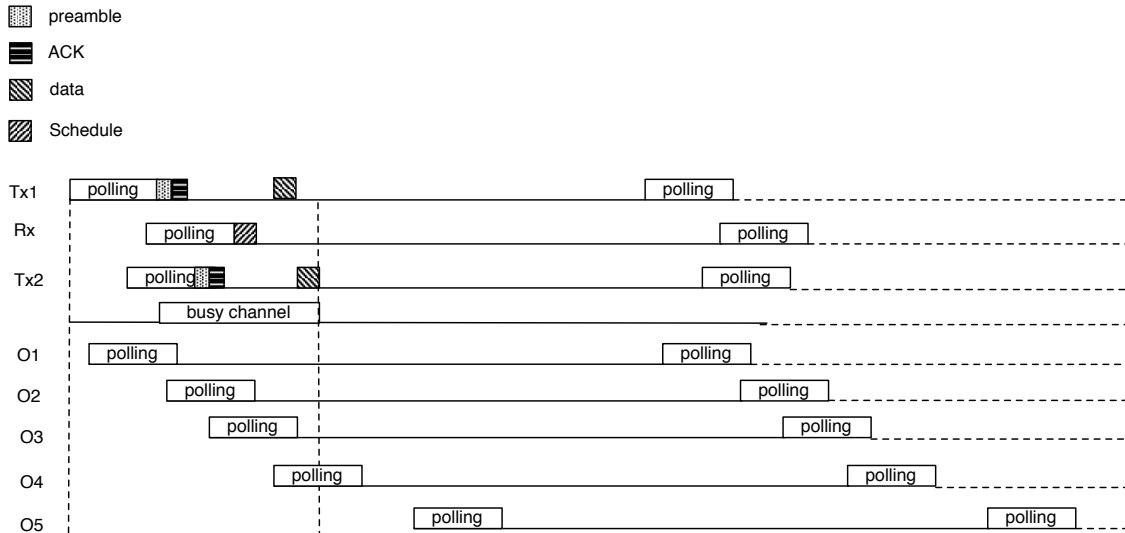 preamble
ACK
data
Schedule
Tx1 polling polling
Rx polling polling
Tx2 polling polling
busy channel
O1 polling polling
O2 polling polling
O3 polling polling
O4 polling polling
O5 polling polling